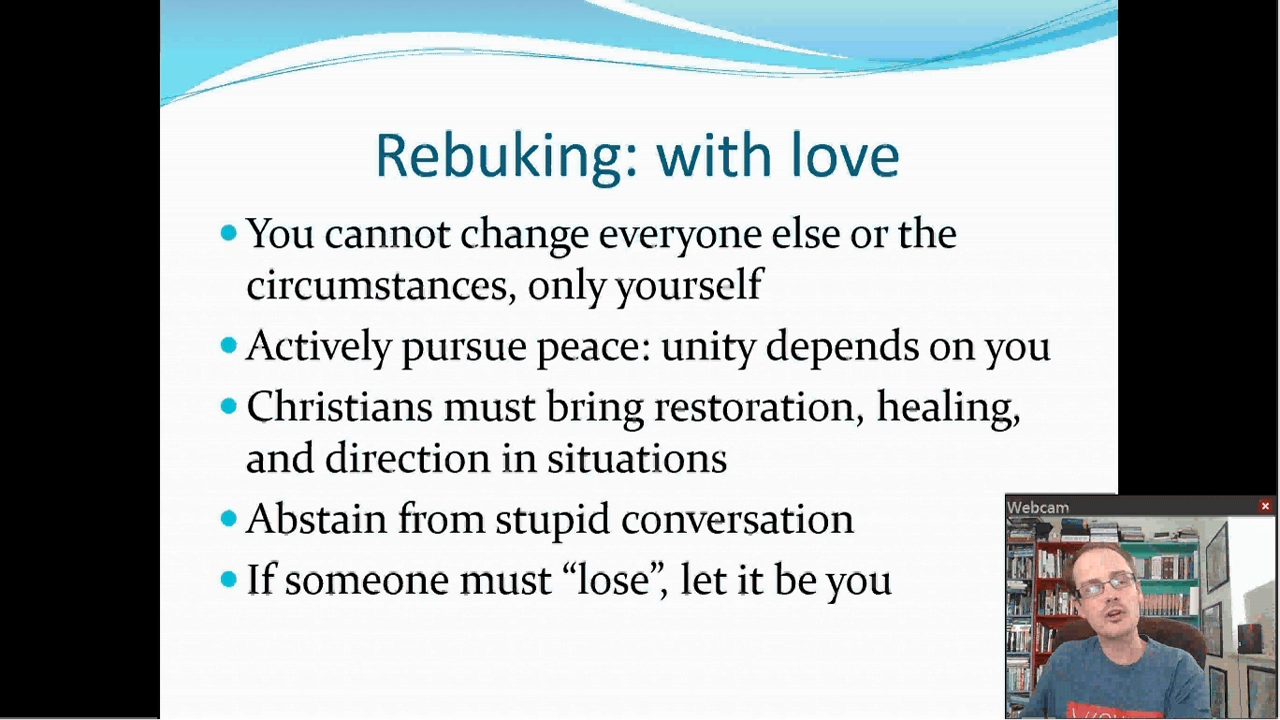 Rebuking: with love
• You cannot change everyone else or the
circumstances, only yourself
• Actively pursue peace: unity depends on you
• Christians must bring restoration, healing,
and direction in situations
• Abstain from stupid conversation
• If someone must “lose”, let it be you
Webcam